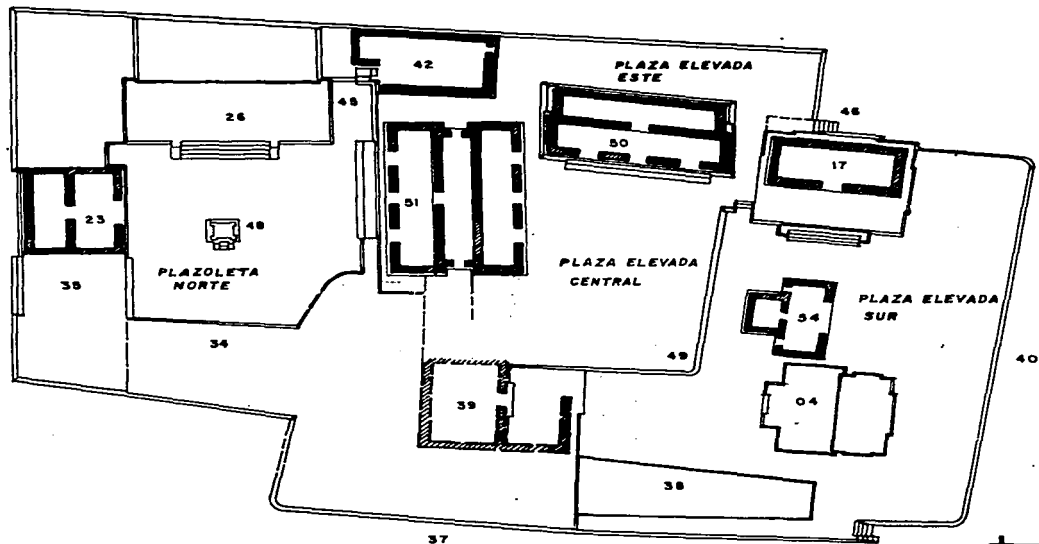 42
PLAZA ELEVADA
ESTE
26
45
46
50
17
23
51
48
PLAZOLETA
NORTE
35
PLAZA ELEVADA
CENTRAL
PLAZA ELEVADA
SUR
54
34
49
40
39
04
38
37